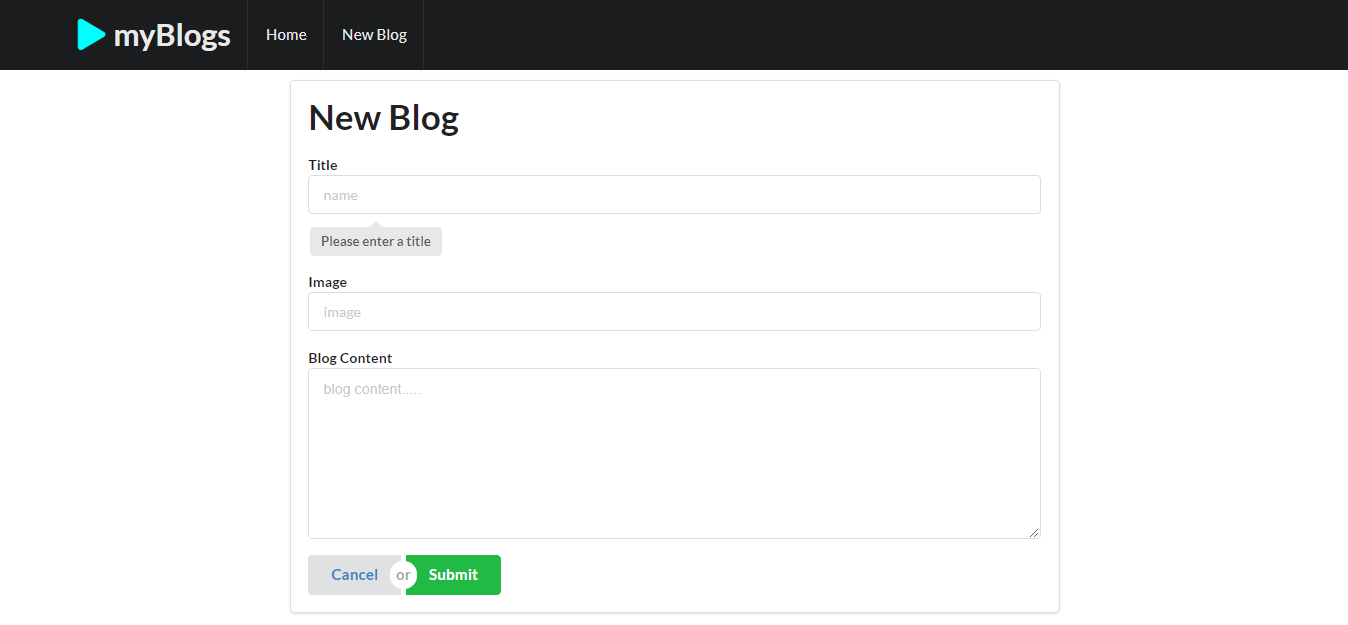 myBlogs Home New Blog
New Blog
Title
name
Please enter a title
Image
image
Blog Content
blog content.....
Cancel or Submit